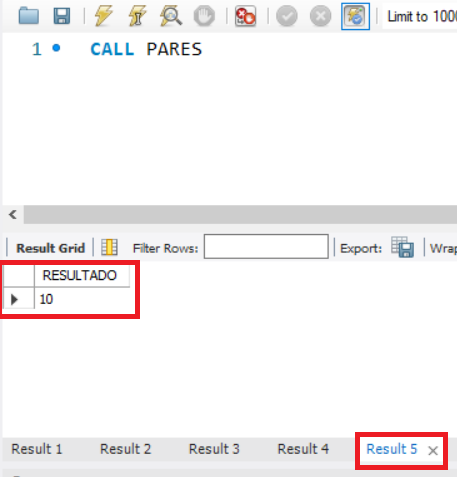 Limit to 1000
1 CALL PARES
Result Grid Filter Rows: Export: Wrap
RESULTADO
10
Result 1 Result 2 Result 3 Result 4 Result 5